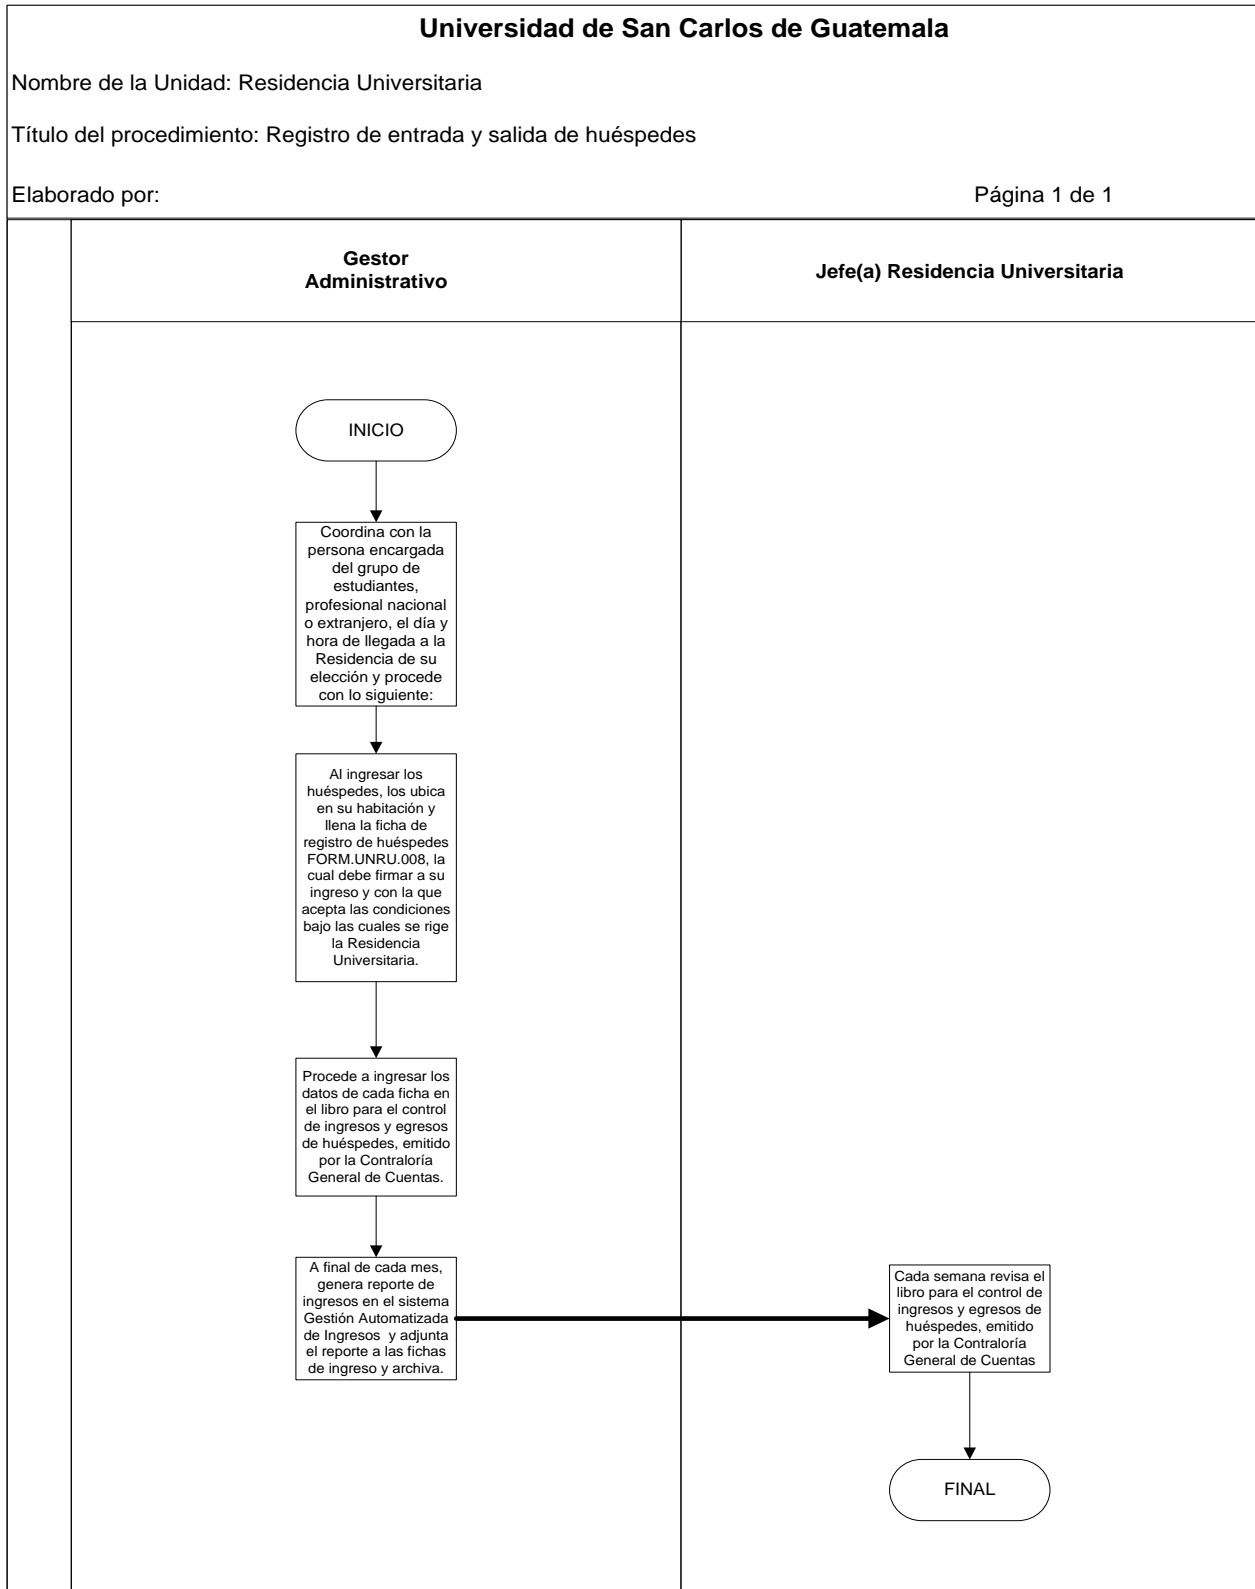 Universidad de San Carlos de Guatemala
Nombre de la Unidad: Residencia Universitaria
Título del procedimiento: Registro de entrada y salida de huéspedes
Elaborado por:
Página 1 de 1
Gestor
Administrativo
Jefe(a) Residencia Universitaria
INICIO
Coordina con la
persona encargada
del grupo de
estudiantes,
profesional nacional
o extranjero, el día y
hora de llegada a la
Residencia de su
elección y procede
con lo siguiente:
Al ingresar los
huéspedes, los ubica
en su habitación y
llena la ficha de
registro de huéspedes
FORM.UNRU.008, la
cual debe firmar a su
ingreso y con la que
acepta las condiciones
bajo las cuales se rige
la Residencia
Universitaria.
Procede a ingresar los
datos de cada ficha en
el libro para el control
de ingresos y egresos
de huéspedes, emitido
por la Contraloría
General de Cuentas.
A final de cada mes,
genera reporte de
ingresos en el sistema
Gestión Automatizada
de Ingresos  y adjunta
el reporte a las fichas
de ingreso y archiva.
Cada semana revisa el
libro para el control de
ingresos y egresos de
huéspedes, emitido
por la Contraloría
General de Cuentas
FINAL